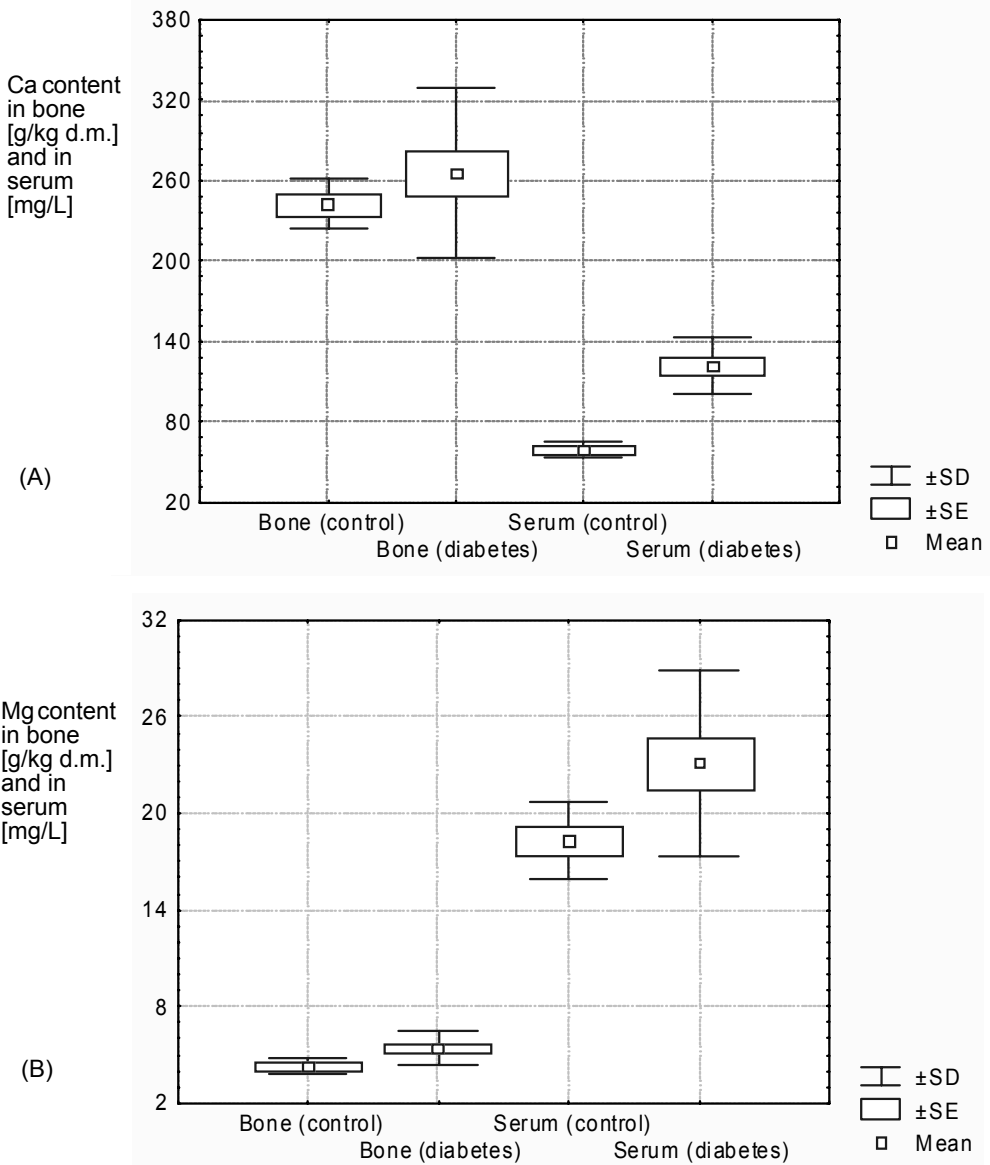 380
Ca content
in bone
[g/kg d.m.]
and in
serum
[mg/L]
320
260
200
140
80
20
(A)
Bone (control) Serum (control)
Bone (diabetes) Serum (diabetes)
±SD
±SE
Mean
32
Mg content
in bone
[g/kg d.m.]
and in
serum
[mg/L]
26
20
14
8
2
(B)
Bone (control) Serum (control)
Bone (diabetes) Serum (diabetes)
±SD
±SE
Mean